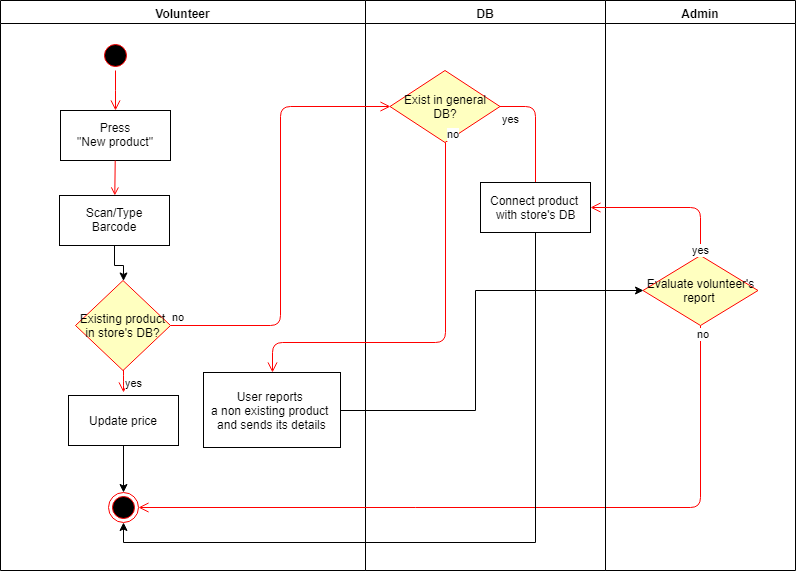 Volunteer
DB
Admin
Press
"New product"
Scan/Type
Barcode
Existing product
in store's DB?
no
yes
Update price
Exist in general
DB?
yes
no
Connect product
with store's DB
User reports
a non existing product
and sends its details
yes
Evaluate volunteer's
report
no